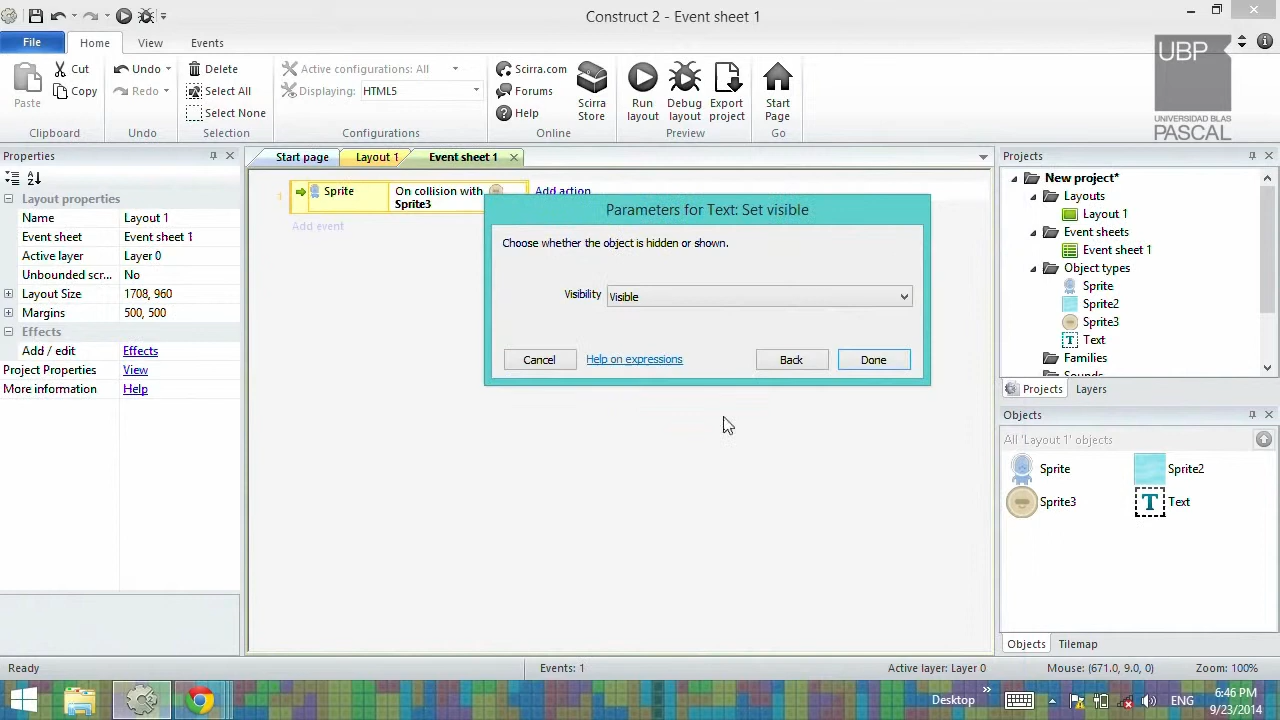 Construct 2 - Event sheet 1
File
Home
View
Events
UBP
UNIVERSIDAD BLAS
PASCAL
Paste
Cut
Copy
Clipboard
Undo
Redo
Undo
Delete
Select All
Select None
Selection
Active configurations: All
Displaying:
HTML5
Configurations
Scirra.com
Forums
Help
Scirra
Store
Online
Run
layout
Debug
layout
Export
project
Preview
Start
Page
Go
Properties
Layout properties
Name
Layout 1
Event sheet
Event sheet 1
Active layer
Layer 0
Unbounded scr...
No
Layout Size
1708, 960
Margins
500, 500
Effects
Add / edit
Effects
Project Properties
View
More information
Help
Start page
Layout 1
Event sheet 1
1
Sprite
On collision with
Sprite3
Add action
Add event
Parameters for Text: Set visible
Choose whether the object is hidden or shown.
Visibility
Visible
Cancel
Help on expressions
Back
Done
Projects
New project*
Layouts
Layout 1
Event sheets
Event sheet 1
Object types
Sprite
Sprite2
Sprite3
Text
Families
Sounds
Projects
Layers
Objects
All 'Layout 1' objects
Sprite
Sprite2
Sprite3
Text
Objects
Tilemap
Ready
Events: 1
Active layer: Layer 0
Mouse: (671.0, 9.0, 0)
Zoom: 100%
Desktop
ENG
6:46 PM
9/23/2014